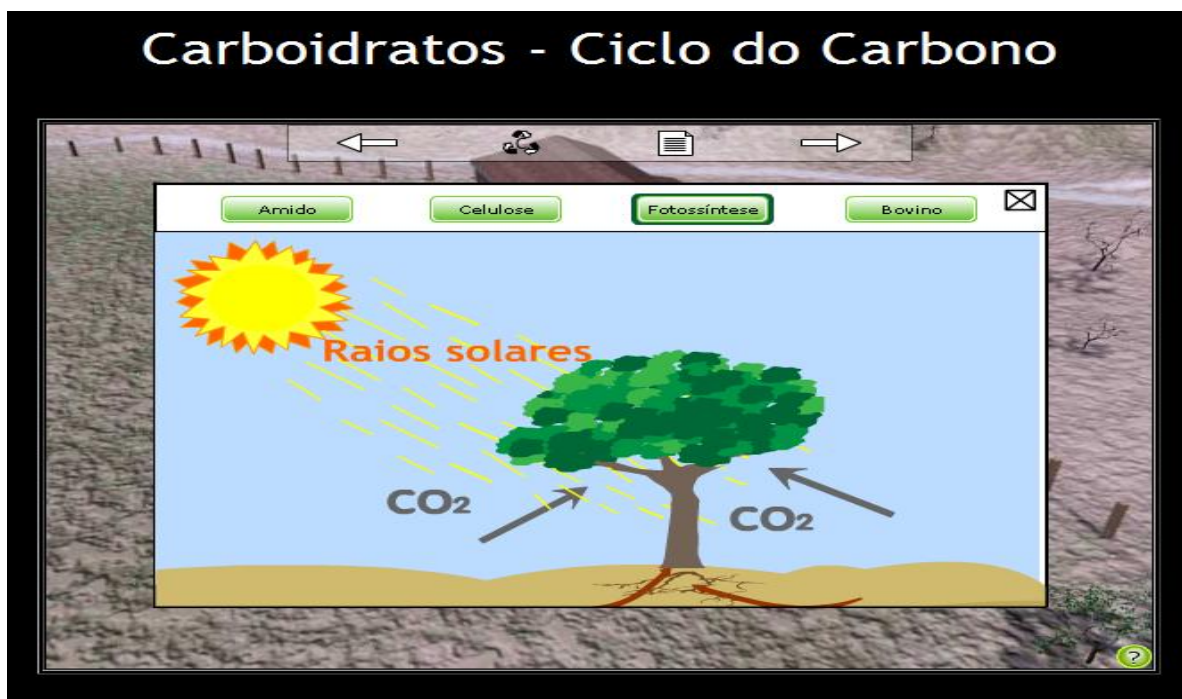 Carboidratos - Ciclo do Carbono
Amido
Celulose
Fotossíntese
Bovino
Raios solares
CO2
CO2
?